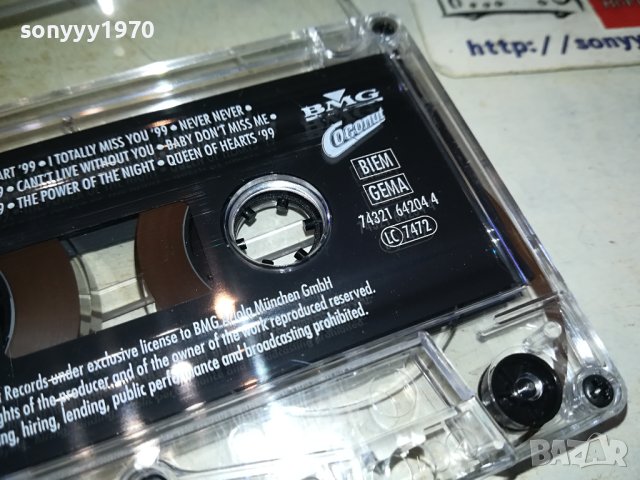 sonyyy1970
http://sony
ART '99 • I TOTALLY MISS YOU '99 • NEVER NEVER •
9 • CAN'T LIVE WITHOUT YOU • BABY DON'T MISS ME •
9 • THE POWER OF THE NIGHT • QUEEN OF HEARTS '99
BMG
Coconut
BIEM
GEMA
74321 64204 4
LC 7472
Records under exclusive license to BMG Ariola München GmbH
of the producer and of the owner of the work reproduced reserved.
hiring, lending, public performance and broadcasting prohibited.
BAZAR